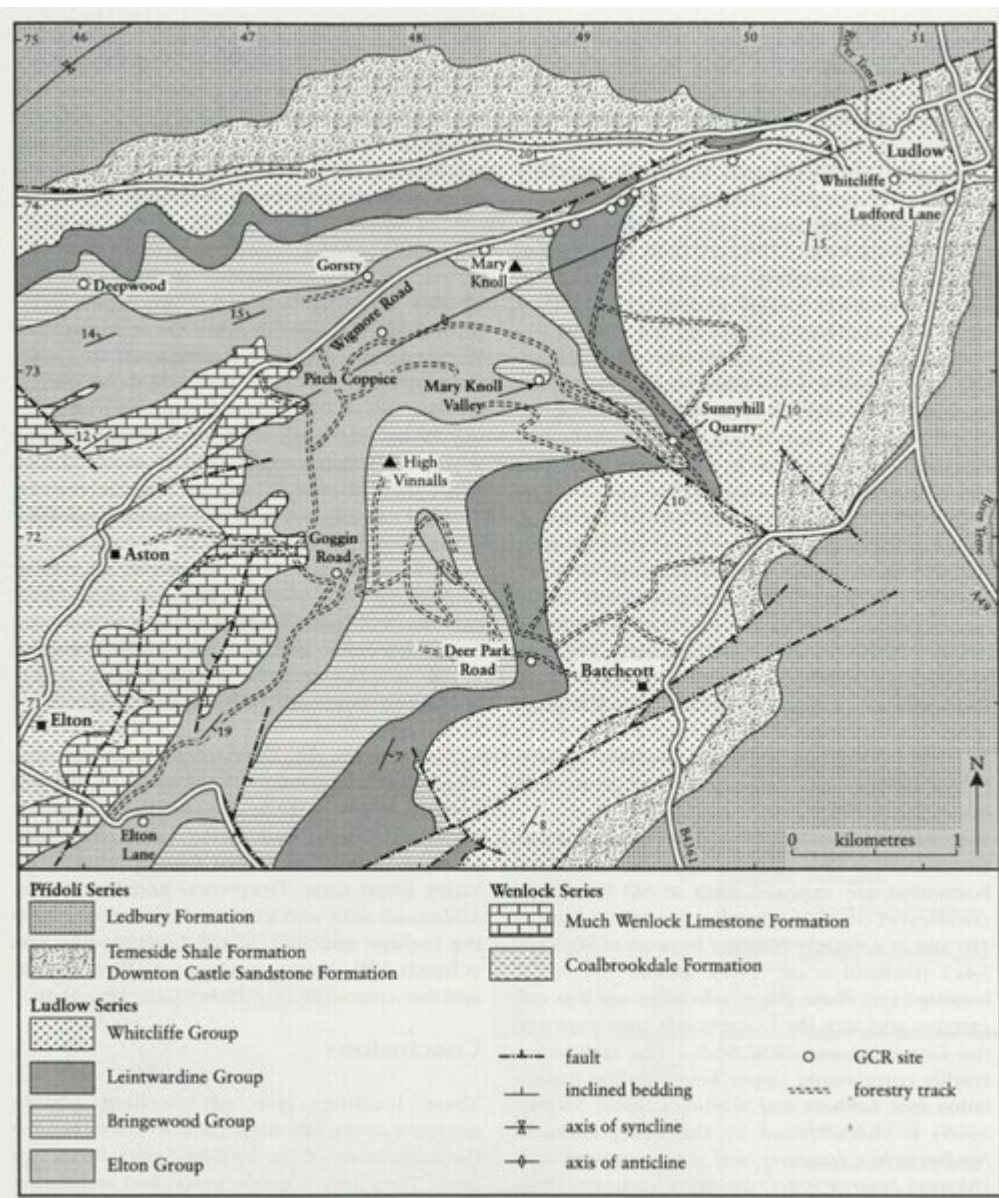 75
46
47
48
49
50
51
River Teme
20
20
Ludlow
Whitcliffe
Ludford Lane
74
15
Gorsty
Mary
Knoll
Deepwood
15
Wigmore Road
14
73
Pitch Coppice
Mary Knoll
Valley
Sunnyhill
Quarry
10
12
High
Vinnalls
10
River Teme
72
Aston
Goggin
Road
A49
Deer Park
Road
Batchcott
71
Elton
19
7
N
Elton
Lane
8
B4361
0 kilometres 1
Přídolí Series
Ledbury Formation
Temeside Shale Formation
Downton Castle Sandstone Formation
Ludlow Series
Whitcliffe Group
Leintwardine Group
Bringewood Group
Elton Group
Wenlock Series
Much Wenlock Limestone Formation
Coalbrookdale Formation
fault
inclined bedding
axis of syncline
axis of anticline
GCR site
forestry track